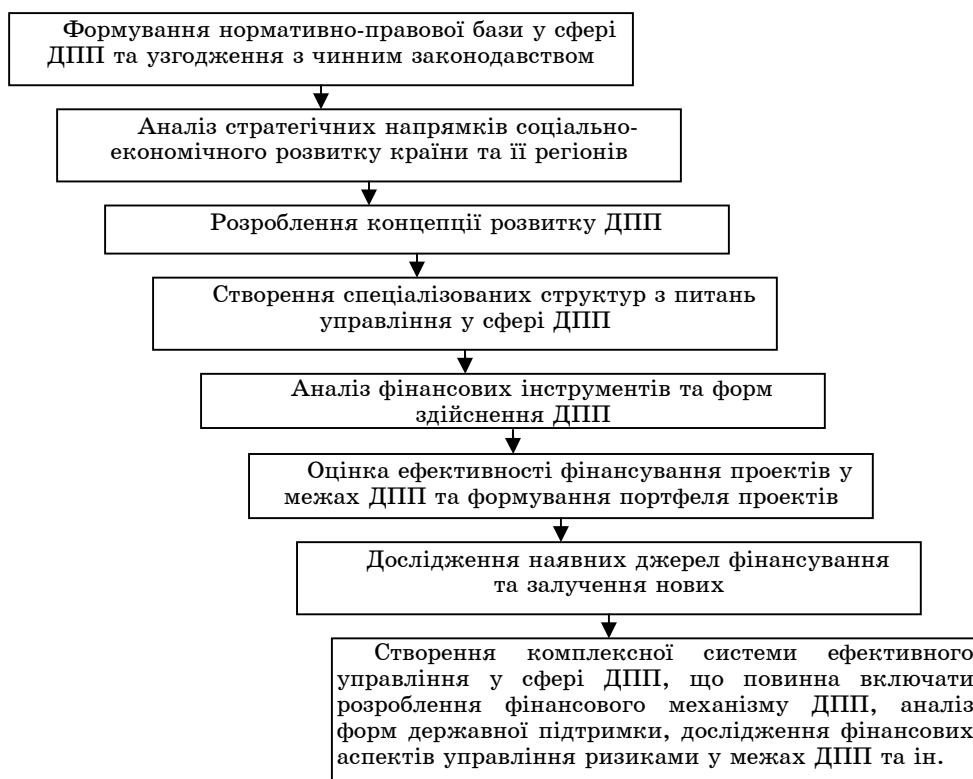 Формування нормативно-правової бази у сфері
ДПП та узгодження з чинним законодавством
Аналіз стратегічних напрямків соціально-
економічного розвитку країни та її регіонів
Розроблення концепції розвитку ДПП
Створення спеціалізованих структур з питань
управління у сфері ДПП
Аналіз фінансових інструментів та форм
здійснення ДПП
Оцінка ефективності фінансування проектів у
межах ДПП та формування портфеля проектів
Дослідження наявних джерел фінансування
та залучення нових
Створення комплексної системи ефективного
управління у сфері ДПП, що повинна включати
розроблення фінансового механізму ДПП, аналіз
форм державної підтримки, дослідження фінансових
аспектів управління ризиками у межах ДПП та ін.